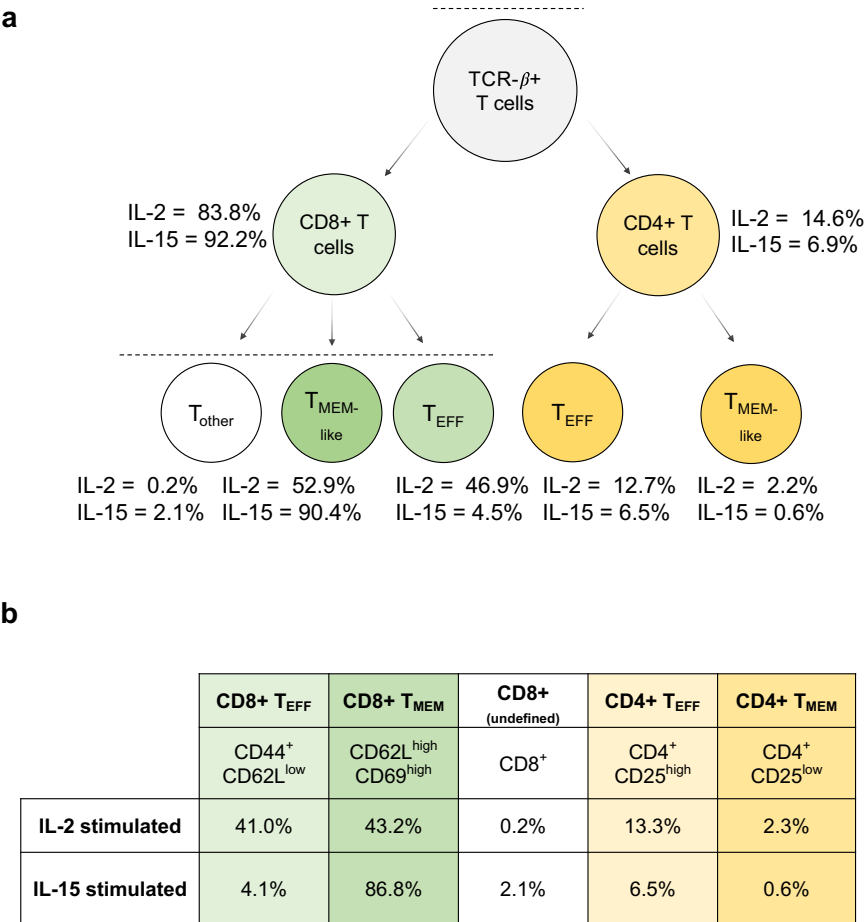 a
TCR-β+
T cells
IL-2 = 83.8%
IL-15 = 92.2%
CD8+ T
cells
CD4+ T
cells
IL-2 = 14.6%
IL-15 = 6.9%
Tother
TMEM-
like
TEFF
TEFF
TMEM-
like
IL-2 = 0.2% IL-2 = 52.9% IL-2 = 46.9% IL-2 = 12.7% IL-2 = 2.2%
IL-15 = 2.1% IL-15 = 90.4% IL-15 = 4.5% IL-15 = 6.5% IL-15 = 0.6%
b
CD8+ TEFF CD8+ TMEM CD8+ (undefined) CD4+ TEFF CD4+ TMEM
CD44+ CD62Lhigh CD8+ CD4+ CD4+
CD62Llow CD69high CD25high CD25low
IL-2 stimulated 41.0% 43.2% 0.2% 13.3% 2.3%
IL-15 stimulated 4.1% 86.8% 2.1% 6.5% 0.6%